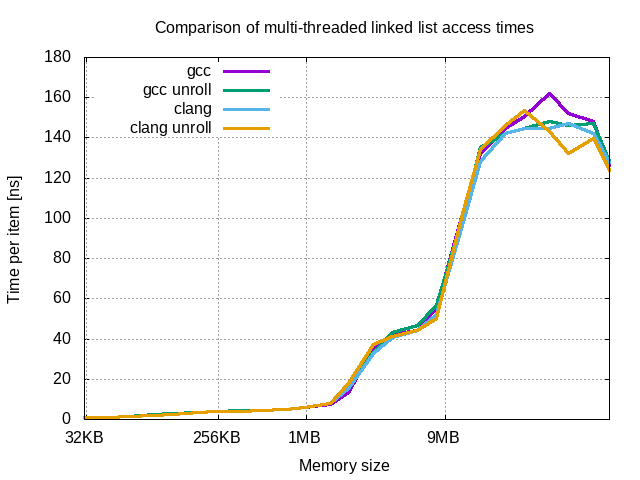 Comparison of multi-threaded linked list access times
180
160
140
120
100
80
60
40
20
0
Time per item [ns]
gcc
gcc unroll
clang
clang unroll
32KB 256KB 1MB 9MB
Memory size